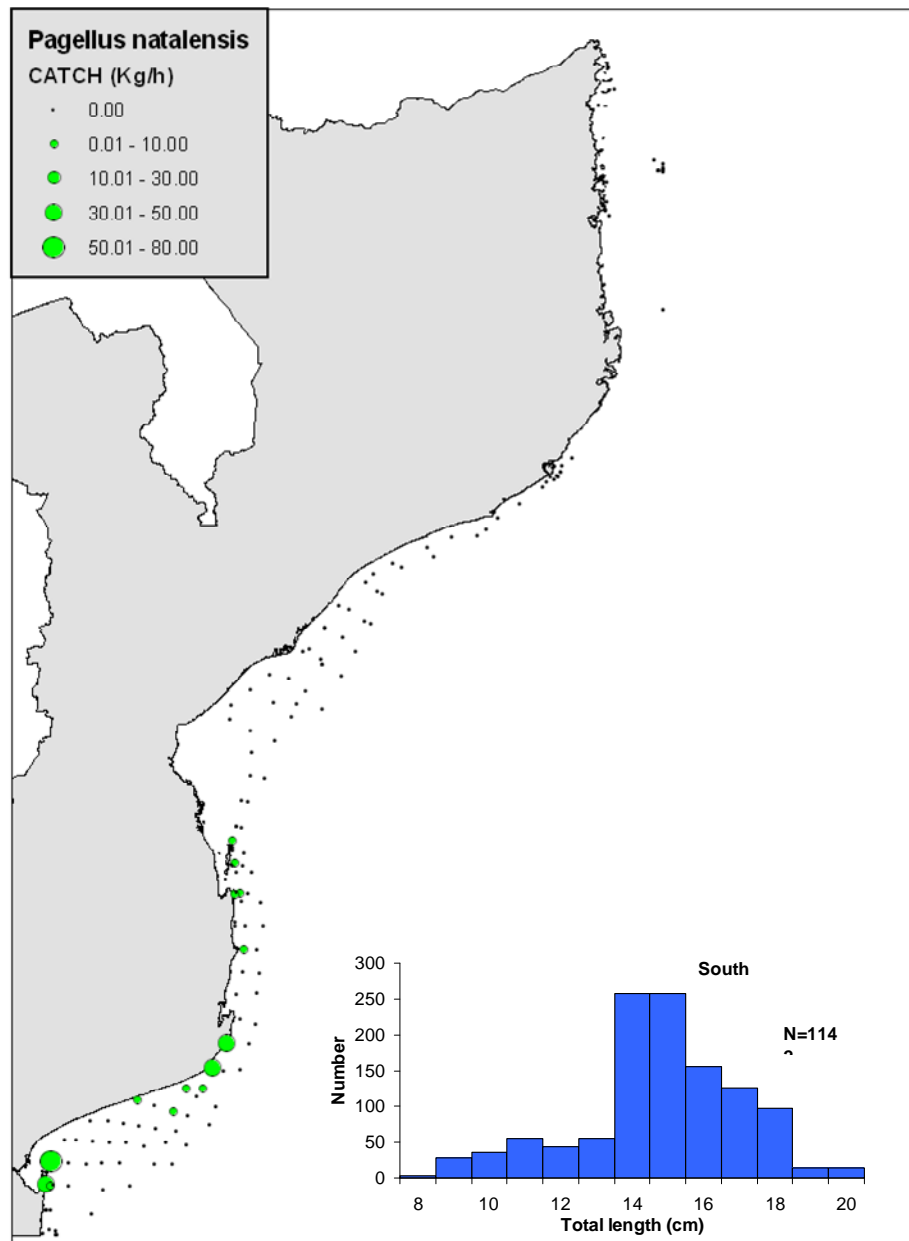 Pagellus natalensis
CATCH (Kg/h)
0.00
0.01 - 10.00
10.01 - 30.00
30.01 - 50.00
50.01 - 80.00
South
N=114
300
250
200
150
100
50
0
Number
8 10 12 14 16 18 20
Total length (cm)